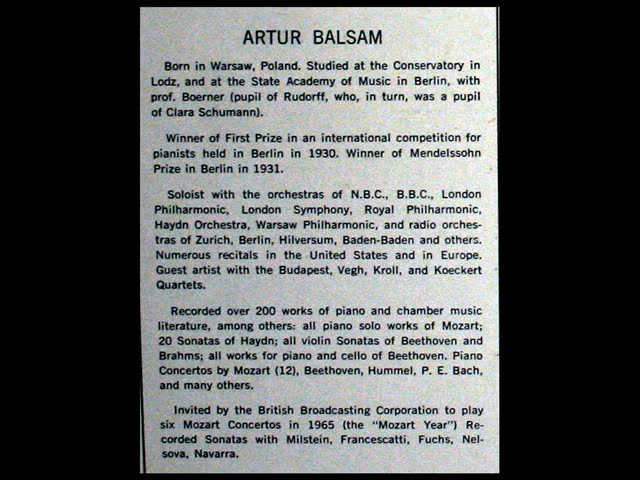 ARTUR BALSAM
Born in Warsaw, Poland. Studied at the Conservatory in
Lodz, and at the State Academy of Music in Berlin, with
prof. Boerner (pupil of Rudorff, who, in turn, was a pupil
of Clara Schumann).
Winner of First Prize in an international competition for
pianists held in Berlin in 1930. Winner of Mendelssohn
Prize in Berlin in 1931.
Soloist with the orchestras of N.B.C., B.B.C., London
Philharmonic, London Symphony, Royal Philharmonic,
Haydn Orchestra, Warsaw Philharmonic, and radio orches-
tras of Zurich, Berlin, Hilversum, Baden-Baden and others.
Numerous recitals in the United States and in Europe.
Guest artist with the Budapest, Vegh, Kroll, and Koeckert
Quartets.
Recorded over 200 works of piano and chamber music
literature, among others: all piano solo works of Mozart;
20 Sonatas of Haydn; all violin Sonatas of Beethoven and
Brahms; all works for piano and cello of Beethoven. Piano
Concertos by Mozart (12), Beethoven, Hummel, P. E. Bach,
and many others.
Invited by the British Broadcasting Corporation to play
six Mozart Concertos in 1965 (the "Mozart Year") Re-
corded Sonatas with Milstein, Francescatti, Fuchs, Nel-
sova, Navarra.